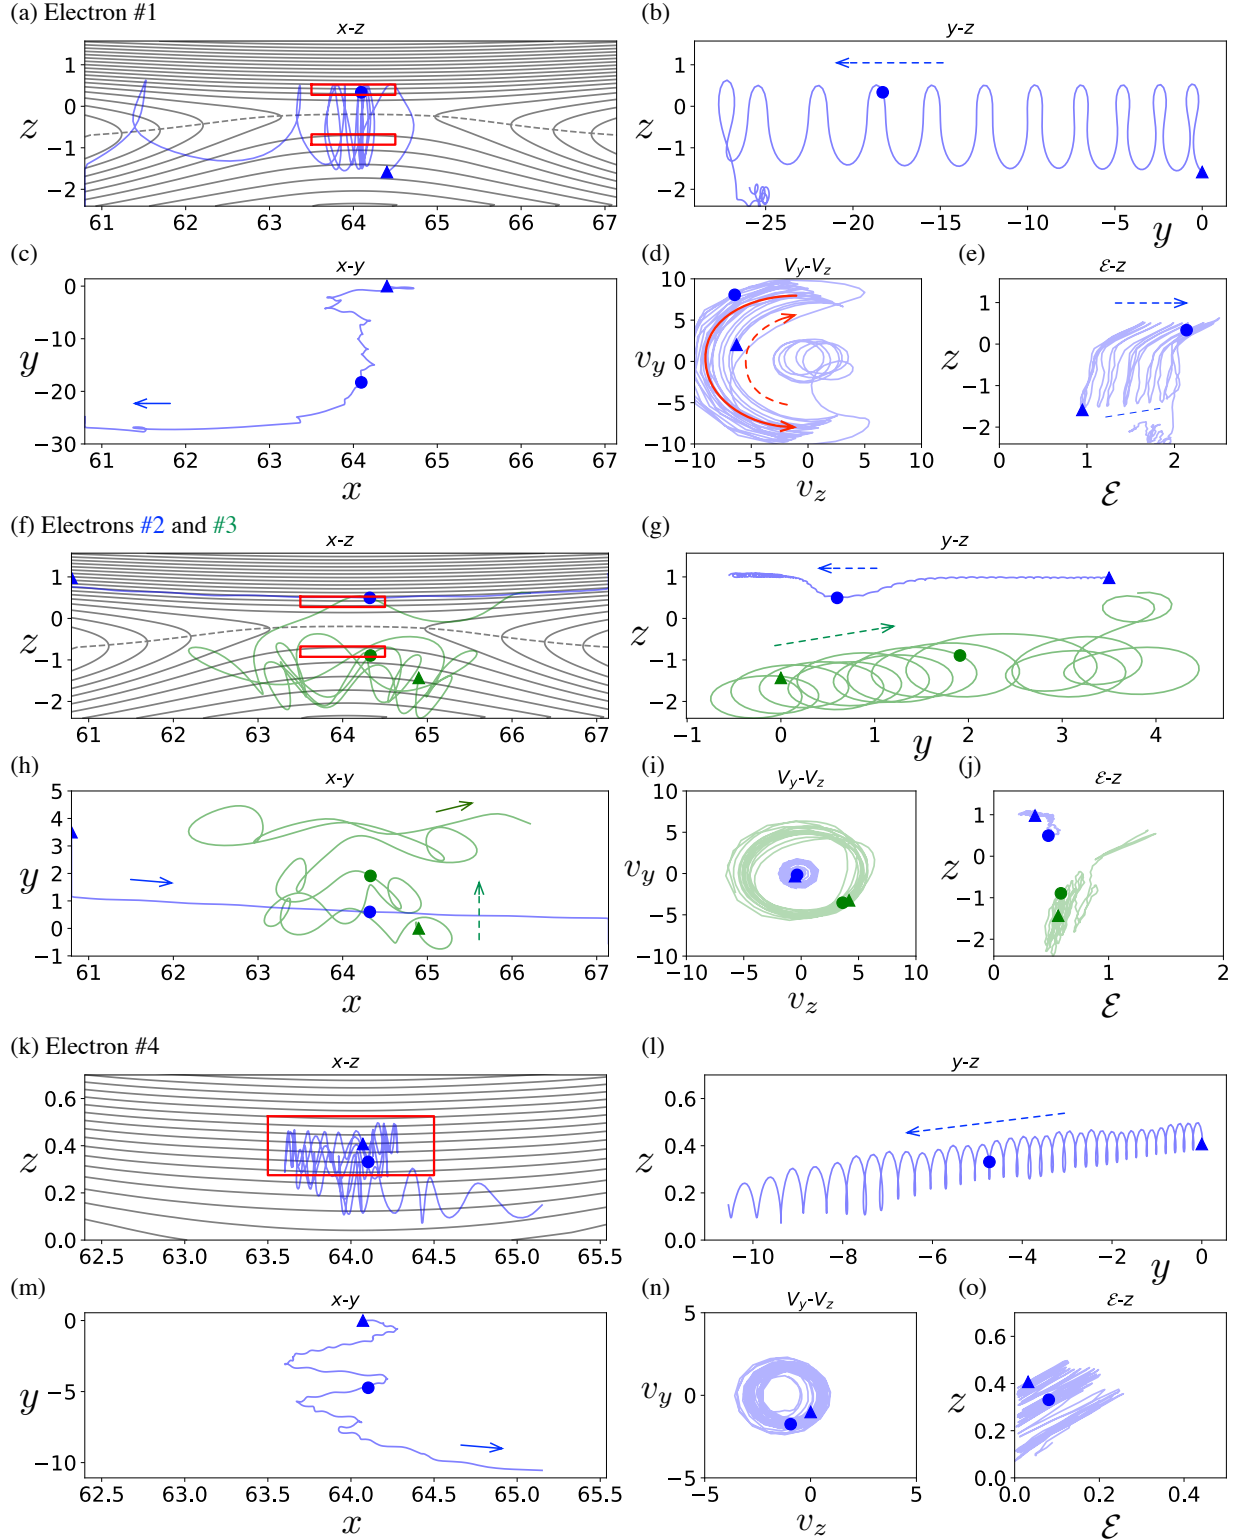 (a) Electron #1
x-z
1
0
−1
−2
z
61 62 63 64 65 66 67
(b)
y-z
1
0
−1
−2
z
−25 −20 −15 −10 −5 0
y
(c)
x-y
0
−10
−20
−30
y
61 62 63 64 65 66 67
x
(d)
Vy-Vz
10
5
0
−5
−10
vy
−10 −5 0 5 10
vz
(e)
ℰ-z
1
0
−1
−2
z
0 1 2
ℰ
(f) Electrons #2 and #3
x-z
1
0
−1
−2
z
61 62 63 64 65 66 67
(g)
y-z
1
0
−1
−2
z
−1 0 1 2 3 4
y
(h)
x-y
5
4
3
2
1
0
−1
y
61 62 63 64 65 66 67
x
(i)
Vy-Vz
10
5
0
−5
−10
vy
−10 −5 0 5 10
vz
(j)
ℰ-z
1
0
−1
−2
z
0 1 2
ℰ
(k) Electron #4
x-z
0.6
0.4
0.2
0.0
z
62.5 63.0 63.5 64.0 64.5 65.0 65.5
(l)
y-z
0.6
0.4
0.2
0.0
z
−10 −8 −6 −4 −2 0
y
(m)
x-y
0
−5
−10
y
62.5 63.0 63.5 64.0 64.5 65.0 65.5
x
(n)
Vy-Vz
5
0
−5
vy
−5 0 5
vz
(o)
ℰ-z
0.6
0.4
0.2
0.0
z
0.0 0.2 0.4
ℰ